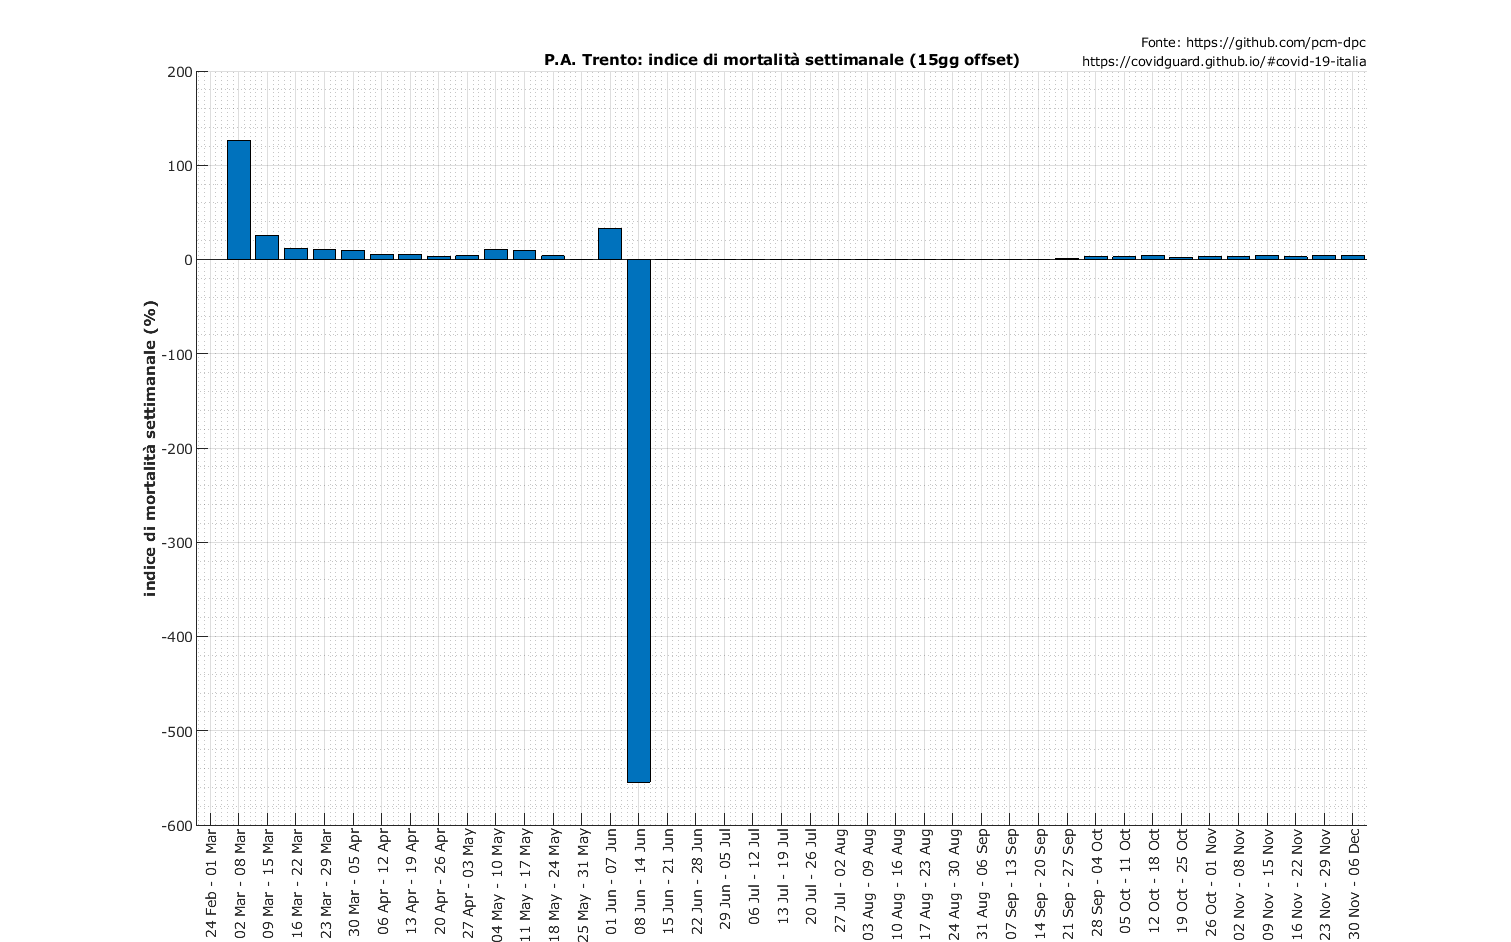 Fonte: https://github.com/pcm-dpc
P.A. Trento: indice di mortalità settimanale (15gg offset)
https://covidguard.github.io/#covid-19-italia
indice di mortalità settimanale (%)
200
100
0
-100
-200
-300
-400
-500
-600
24 Feb - 01 Mar
02 Mar - 08 Mar
09 Mar - 15 Mar
16 Mar - 22 Mar
23 Mar - 29 Mar
30 Mar - 05 Apr
06 Apr - 12 Apr
13 Apr - 19 Apr
20 Apr - 26 Apr
27 Apr - 03 May
04 May - 10 May
11 May - 17 May
18 May - 24 May
25 May - 31 May
01 Jun - 07 Jun
08 Jun - 14 Jun
15 Jun - 21 Jun
22 Jun - 28 Jun
29 Jun - 05 Jul
06 Jul - 12 Jul
13 Jul - 19 Jul
20 Jul - 26 Jul
27 Jul - 02 Aug
03 Aug - 09 Aug
10 Aug - 16 Aug
17 Aug - 23 Aug
24 Aug - 30 Aug
31 Aug - 06 Sep
07 Sep - 13 Sep
14 Sep - 20 Sep
21 Sep - 27 Sep
28 Sep - 04 Oct
05 Oct - 11 Oct
12 Oct - 18 Oct
19 Oct - 25 Oct
26 Oct - 01 Nov
02 Nov - 08 Nov
09 Nov - 15 Nov
16 Nov - 22 Nov
23 Nov - 29 Nov
30 Nov - 06 Dec